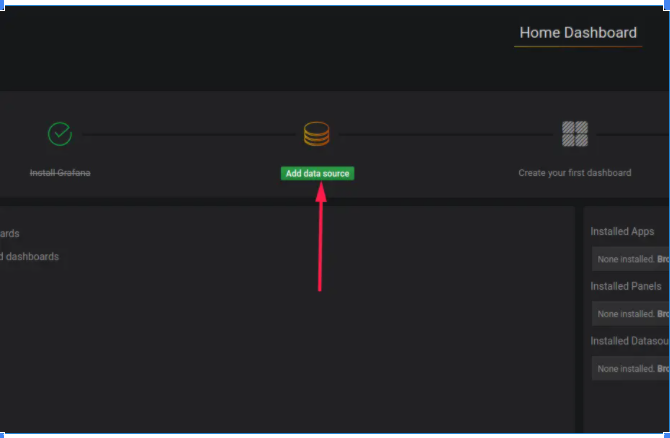 Home Dashboard
Install Grafana
Add data source
Create your first dashboard
ards
d dashboards
Installed Apps
None installed. Bro
Installed Panels
None installed. Bro
Installed Datasou
None installed. Bro